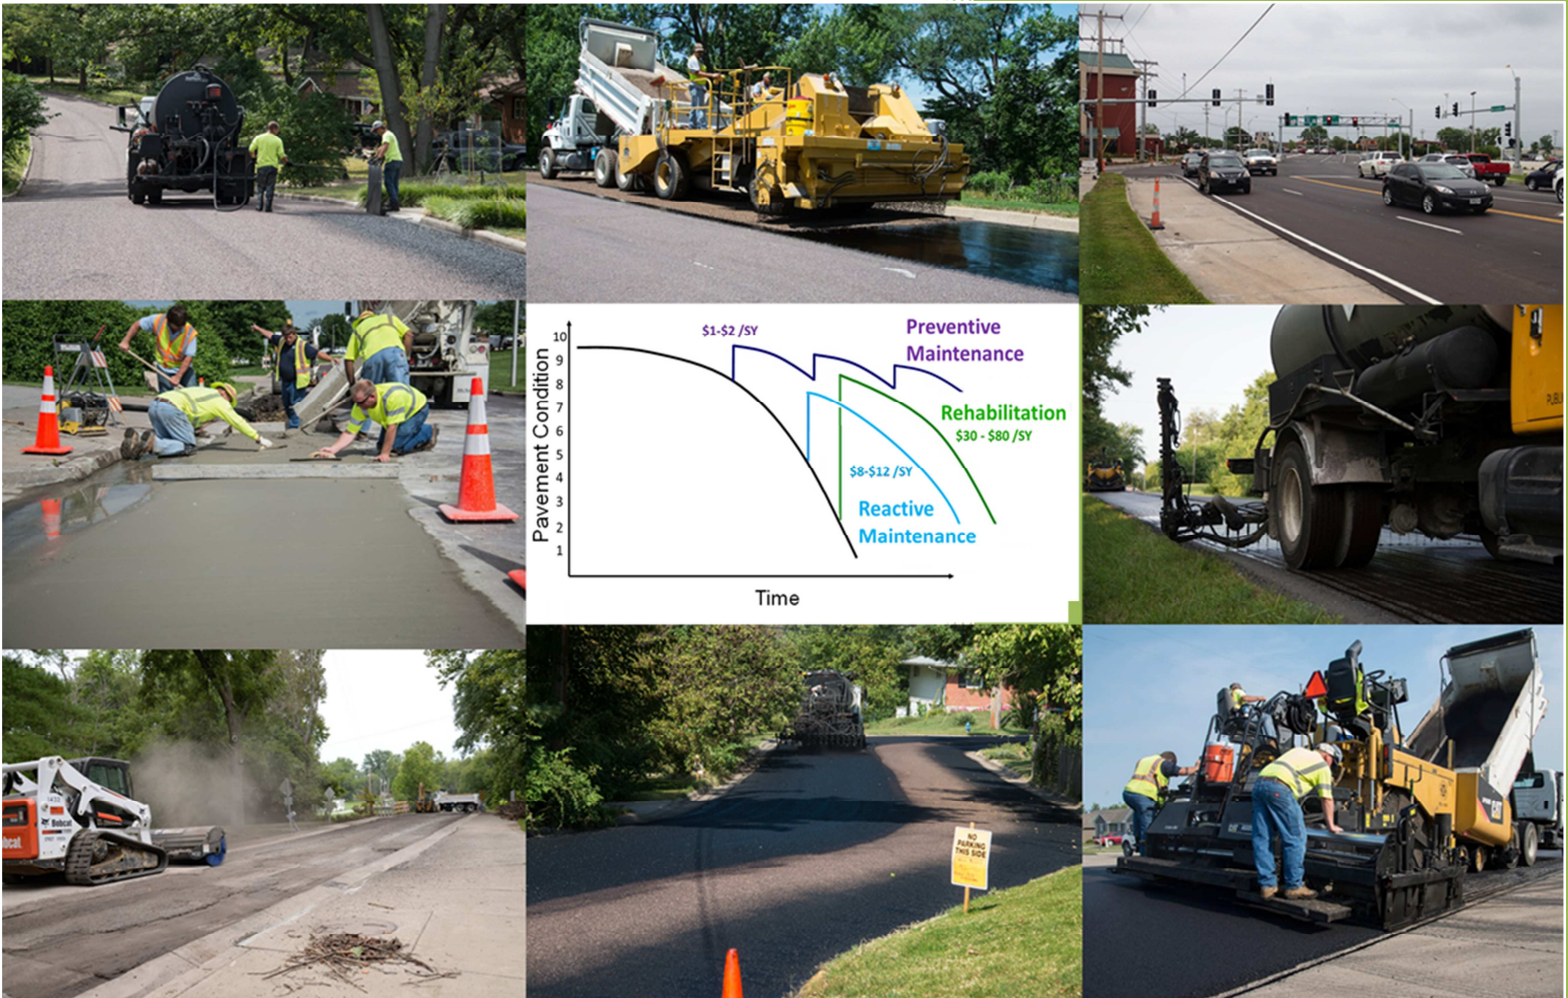 $1-$2 /SY
Preventive
Maintenance
10
9
8
7
6
5
4
3
2
1
Pavement Condition
Rehabilitation
$30 - $80 /SY
$8-$12 /SY
Reactive
Maintenance
Time
Bobcat
bobcat
NO
PARKING
THIS SIDE
CAT